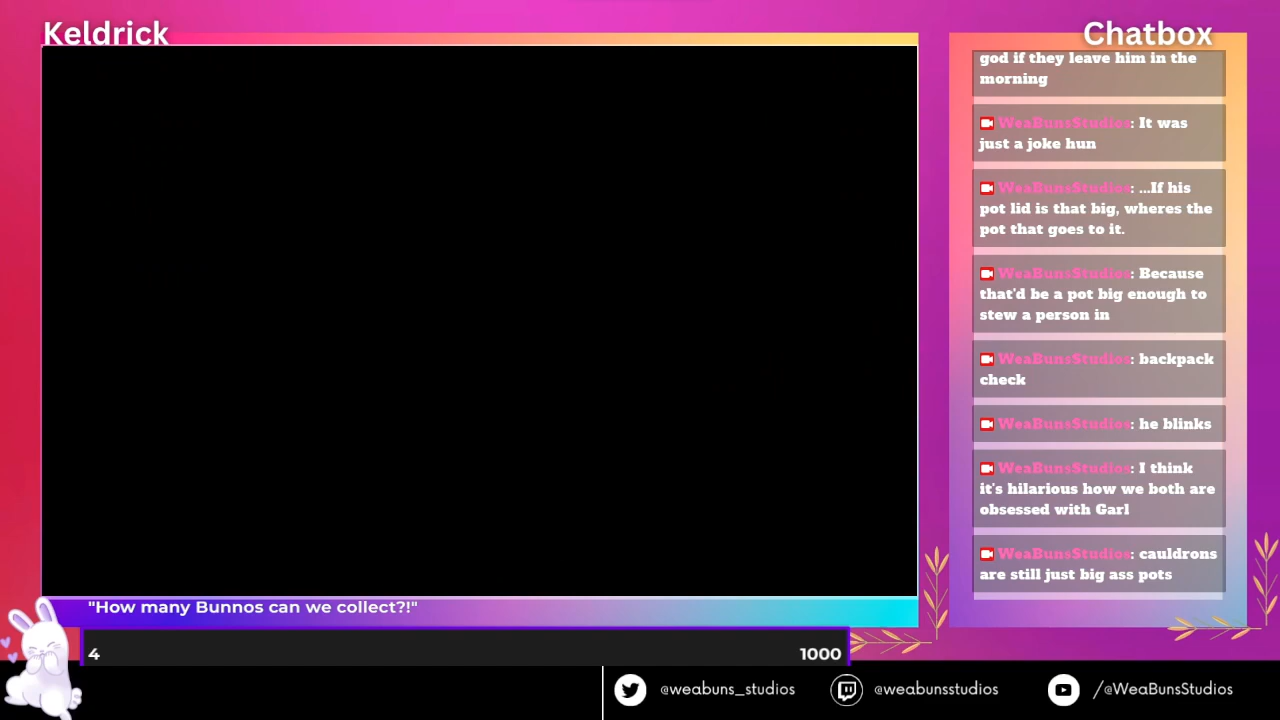 Keldrick
Chatbox
god if they leave him in the
morning
WeaBunsStudios: It was
just a joke hun
WeaBunsStudios: ...If his
pot lid is that big, wheres the
pot that goes to it.
WeaBunsStudios: Because
that'd be a pot big enough to
stew a person in
WeaBunsStudios: backpack
check
WeaBunsStudios: he blinks
WeaBunsStudios: I think
it's hilarious how we both are
obsessed with Garl
WeaBunsStudios: cauldrons
are still just big ass pots
"How many Bunnos can we collect?!"
4
1000
@weabuns_studios
@weabunsstudios
/@WeaBunsStudios